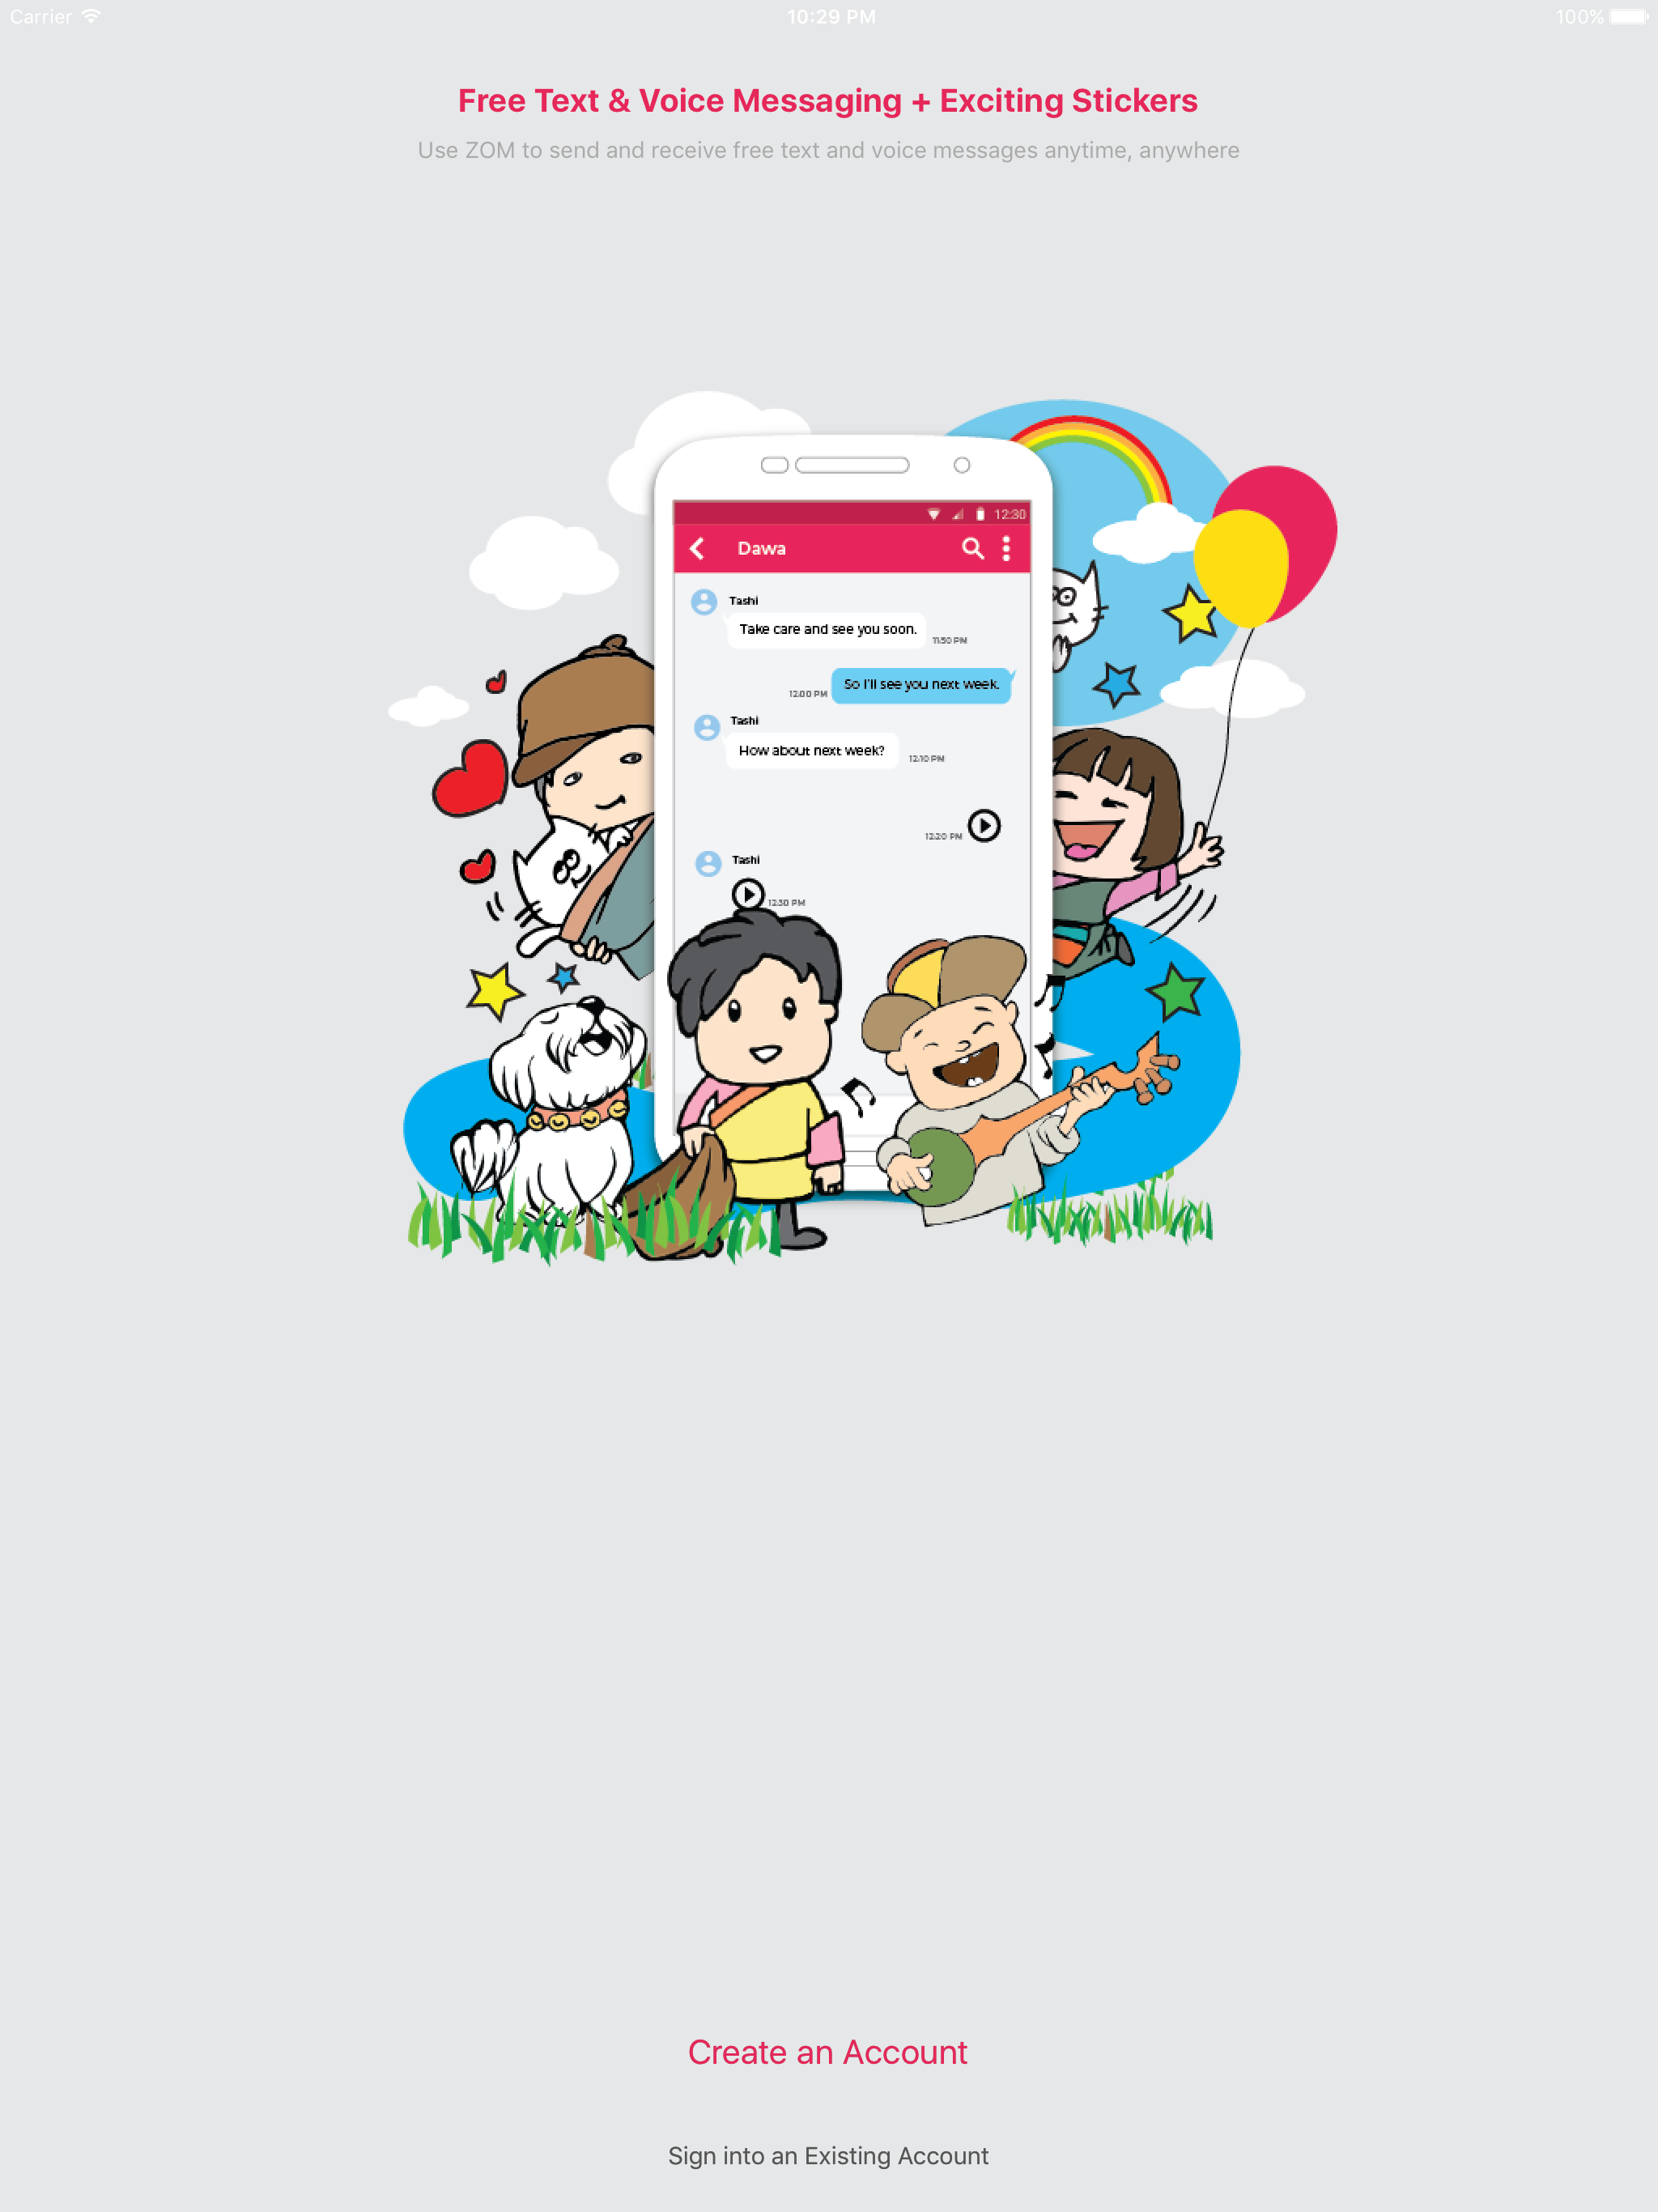 Carrier 10:29 PM 100%
Free Text & Voice Messaging + Exciting Stickers
Use ZOM to send and receive free text and voice messages anytime, anywhere
12:30
Dawa
Tashi
Take care and see you soon.
11:50 PM
So I'll see you next week.
12:00 PM
Tashi
How about next week?
12:10 PM
12:20 PM
Tashi
12:30 PM
Create an Account
Sign into an Existing Account